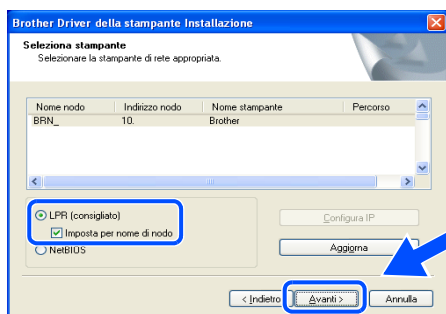 Brother Driver della stampante Installazione
Seleziona stampante
Selezionare la stampante di rete appropriata.
Nome nodo Indirizzo nodo Nome stampante Percorso
BRN_ 10. Brother
LPR (consigliato)
Imposta per nome di nodo
NetBIOS
Configura IP
Aggiorna
< Indietro Avanti > Annulla